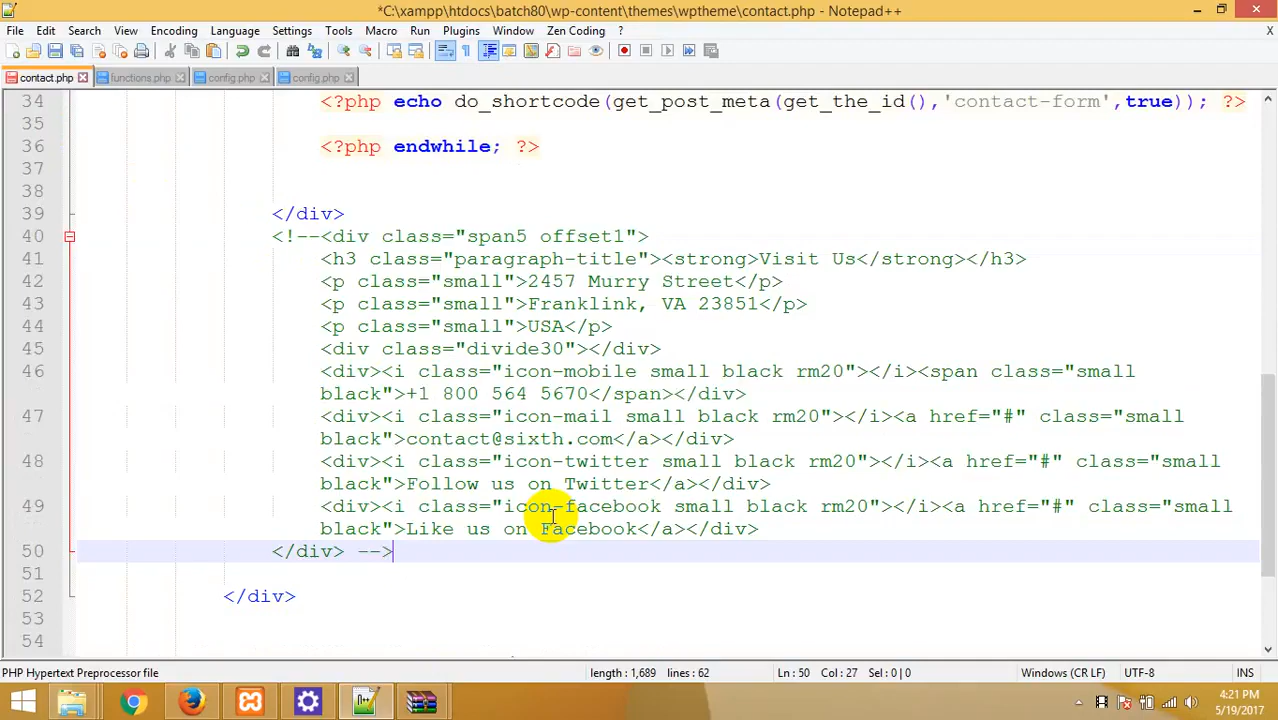 *C:\xampp\htdocs\batch80\wp-content\themes\wptheme\contact.php - Notepad++
File Edit Search View Encoding Language Settings Tools Macro Run Plugins Window Zen Coding ? X
contact.php functions.php config.php config.php
34 <?php echo do_shortcode(get_post_meta(get_the_id(),'contact-form',true)); ?>
35
36 <?php endwhile; ?>
37
38
39 </div>
40 <!--<div class="span5 offset1">
41 <h3 class="paragraph-title"><strong>Visit Us</strong></h3>
42 <p class="small">2457 Murry Street</p>
43 <p class="small">Franklink, VA 23851</p>
44 <p class="small">USA</p>
45 <div class="divide30"></div>
46 <div><i class="icon-mobile small black rm20"></i><span class="small
black">+1 800 564 5670</span></div>
47 <div><i class="icon-mail small black rm20"></i><a href="#" class="small
black">contact@sixth.com</a></div>
48 <div><i class="icon-twitter small black rm20"></i><a href="#" class="small
black">Follow us on Twitter</a></div>
49 <div><i class="icon-facebook small black rm20"></i><a href="#" class="small
black">Like us on Facebook</a></div>
50 </div> -->
51
52 </div>
53
54
PHP Hypertext Preprocessor file length : 1,689 lines : 62 Ln : 50 Col : 27 Sel : 0 | 0 Windows (CR LF) UTF-8 INS
4:21 PM
5/19/2017